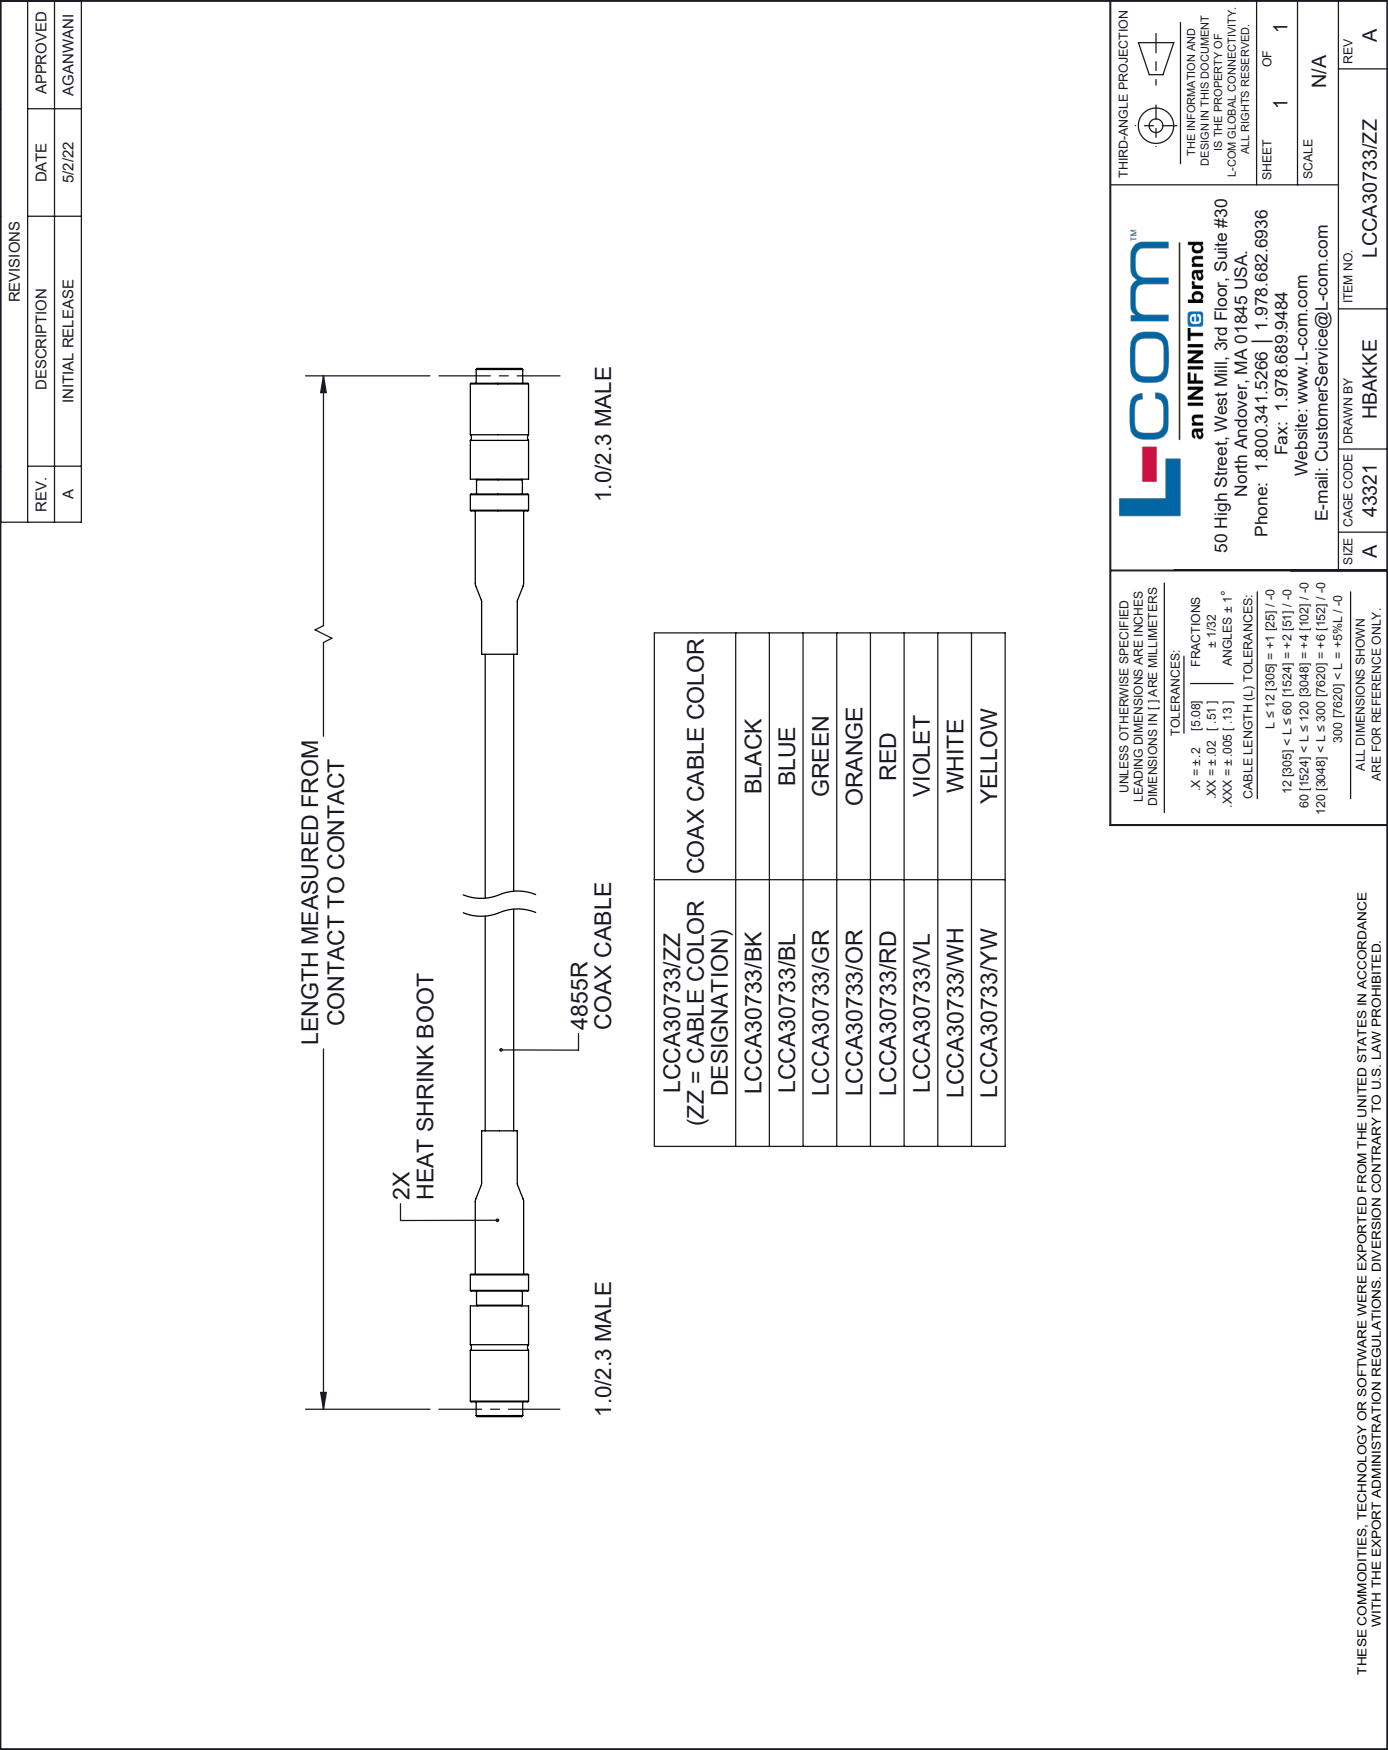 REVISIONS
REV. DESCRIPTION DATE APPROVED
A INITIAL RELEASE 5/2/22 AGANWANI
LENGTH MEASURED FROM
CONTACT TO CONTACT
2X
HEAT SHRINK BOOT
4855R
COAX CABLE
1.0/2.3 MALE
1.0/2.3 MALE
LCCA30733/ZZ
(ZZ = CABLE COLOR
DESIGNATION)
COAX CABLE COLOR
LCCA30733/BK BLACK
LCCA30733/BL BLUE
LCCA30733/GR GREEN
LCCA30733/OR ORANGE
LCCA30733/RD RED
LCCA30733/VL VIOLET
LCCA30733/WH WHITE
LCCA30733/YW YELLOW
UNLESS OTHERWISE SPECIFIED
LEADING DIMENSIONS ARE INCHES
DIMENSIONS IN [ ] ARE MILLIMETERS
TOLERANCES:
.X = ± .2 [5.08] FRACTIONS
.XX = ± .02 [ .51 ] ± 1/32
.XXX = ± .005 [ .13 ] ANGLES ± 1°
CABLE LENGTH (L) TOLERANCES:
L ≤ 12 [305] = +1 [25] / -0
12 [305] < L ≤ 60 [1524] = +2 [51] / -0
60 [1524] < L ≤ 120 [3048] = +4 [102] / -0
120 [3048] < L ≤ 300 [7620] = +6 [152] / -0
300 [7620] < L = +5%L / -0
ALL DIMENSIONS SHOWN
ARE FOR REFERENCE ONLY.
L-com™
an INFINITe brand
50 High Street, West Mill, 3rd Floor, Suite #30
North Andover, MA 01845 USA.
Phone: 1.800.341.5266 | 1.978.682.6936
Fax: 1.978.689.9484
Website: www.L-com.com
E-mail: CustomerService@L-com.com
THIRD-ANGLE PROJECTION
THE INFORMATION AND
DESIGN IN THIS DOCUMENT
IS THE PROPERTY OF
L-COM GLOBAL CONNECTIVITY.
ALL RIGHTS RESERVED.
SHEET 1 OF 1
SCALE N/A
SIZE A
CAGE CODE 43321
DRAWN BY HBAKKE
ITEM NO. LCCA30733/ZZ
REV A
THESE COMMODITIES, TECHNOLOGY OR SOFTWARE WERE EXPORTED FROM THE UNITED STATES IN ACCORDANCE
WITH THE EXPORT ADMINISTRATION REGULATIONS. DIVERSION CONTRARY TO U.S. LAW PROHIBITED.